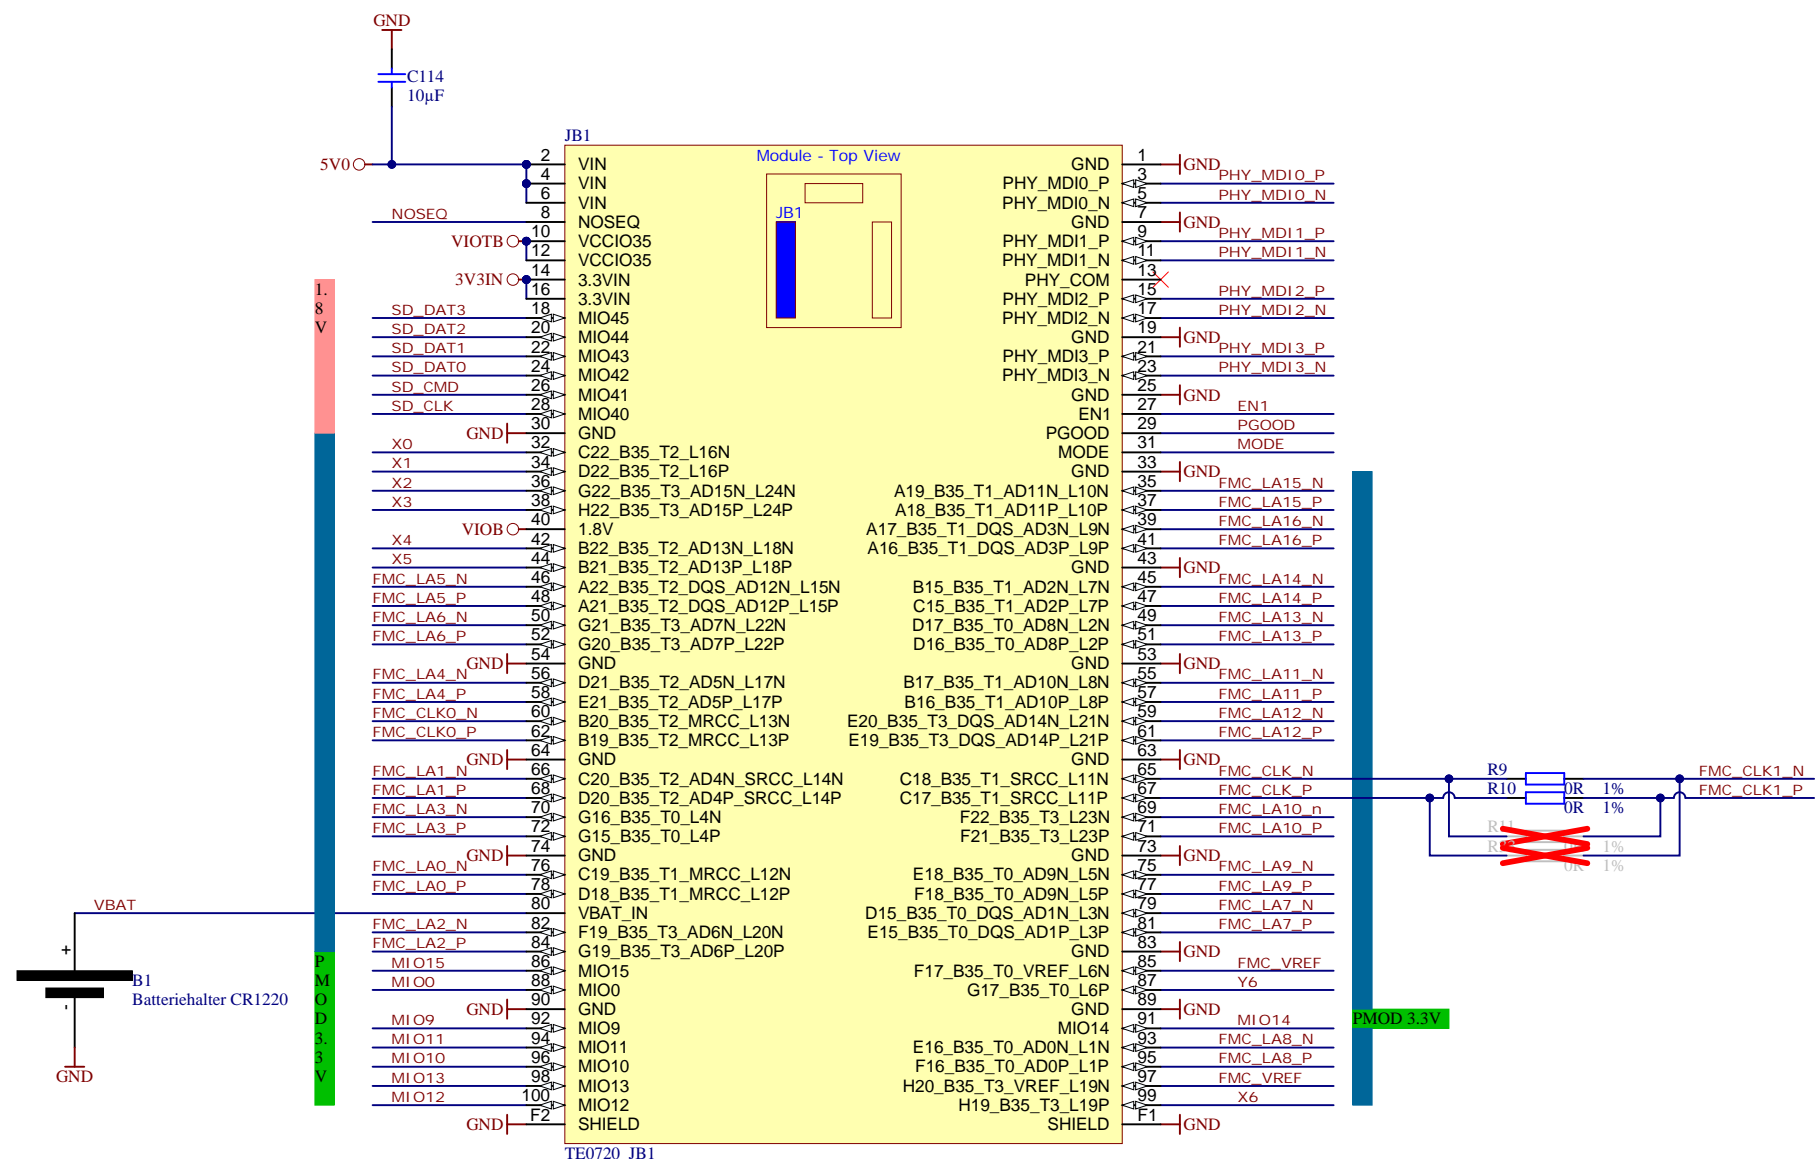 GND
C114
10µF
JB1
Module - Top View
JB1
5V0 2 VIN GND 1 GND
4 VIN PHY_MDI0_P 3 PHY_MDI0_P
6 VIN PHY_MDI0_N 5 PHY_MDI0_N
NOSEQ 8 NOSEQ GND 7 GND
VIOTB 10 VCCIO35 PHY_MDI1_P 9 PHY_MDI1_P
12 VCCIO35 PHY_MDI1_N 11 PHY_MDI1_N
3V3IN 14 3.3VIN PHY_COM 13
16 3.3VIN PHY_MDI2_P 15 PHY_MDI2_P
1.8V
SD_DAT3 18 MIO45 PHY_MDI2_N 17 PHY_MDI2_N
SD_DAT2 20 MIO44 GND 19 GND
SD_DAT1 22 MIO43 PHY_MDI3_P 21 PHY_MDI3_P
SD_DAT0 24 MIO42 PHY_MDI3_N 23 PHY_MDI3_N
SD_CMD 26 MIO41 GND 25 GND
SD_CLK 28 MIO40 EN1 27 EN1
GND 30 GND PGOOD 29 PGOOD
X0 32 C22_B35_T2_L16N MODE 31 MODE
X1 34 D22_B35_T2_L16P GND 33 GND
X2 36 G22_B35_T3_AD15N_L24N A19_B35_T1_AD11N_L10N 35 FMC_LA15_N
X3 38 H22_B35_T3_AD15P_L24P A18_B35_T1_AD11P_L10P 37 FMC_LA15_P
VIOB 40 1.8V A17_B35_T1_DQS_AD3N_L9N 39 FMC_LA16_N
X4 42 B22_B35_T2_AD13N_L18N A16_B35_T1_DQS_AD3P_L9P 41 FMC_LA16_P
X5 44 B21_B35_T2_AD13P_L18P GND 43 GND
FMC_LA5_N 46 A22_B35_T2_DQS_AD12N_L15N B15_B35_T1_AD2N_L7N 45 FMC_LA14_N
FMC_LA5_P 48 A21_B35_T2_DQS_AD12P_L15P C15_B35_T1_AD2P_L7P 47 FMC_LA14_P
FMC_LA6_N 50 G21_B35_T3_AD7N_L22N D17_B35_T0_AD8N_L2N 49 FMC_LA13_N
FMC_LA6_P 52 G20_B35_T3_AD7P_L22P D16_B35_T0_AD8P_L2P 51 FMC_LA13_P
GND 54 GND GND 53 GND
FMC_LA4_N 56 D21_B35_T2_AD5N_L17N B17_B35_T1_AD10N_L8N 55 FMC_LA11_N
FMC_LA4_P 58 E21_B35_T2_AD5P_L17P B16_B35_T1_AD10P_L8P 57 FMC_LA11_P
FMC_CLK0_N 60 B20_B35_T2_MRCC_L13N E20_B35_T3_DQS_AD14N_L21N 59 FMC_LA12_N
FMC_CLK0_P 62 B19_B35_T2_MRCC_L13P E19_B35_T3_DQS_AD14P_L21P 61 FMC_LA12_P
GND 64 GND GND 63 GND
FMC_LA1_N 66 C20_B35_T2_AD4N_SRCC_L14N C18_B35_T1_SRCC_L11N 65 FMC_CLK_N R9 0R 1% FMC_CLK1_N
FMC_LA1_P 68 D20_B35_T2_AD4P_SRCC_L14P C17_B35_T1_SRCC_L11P 67 FMC_CLK_P R10 0R 1% FMC_CLK1_P
FMC_LA3_N 70 G16_B35_T0_L4N F22_B35_T3_L23N 69 FMC_LA10_n
FMC_LA3_P 72 G15_B35_T0_L4P F21_B35_T3_L23P 71 FMC_LA10_P R11 1%
GND 74 GND GND 73 GND 0R 1%
FMC_LA0_N 76 C19_B35_T1_MRCC_L12N E18_B35_T0_AD9N_L5N 75 FMC_LA9_N
FMC_LA0_P 78 D18_B35_T1_MRCC_L12P F18_B35_T0_AD9N_L5P 77 FMC_LA9_P
VBAT 80 VBAT_IN D15_B35_T0_DQS_AD1N_L3N 79 FMC_LA7_N
FMC_LA2_N 82 F19_B35_T3_AD6N_L20N E15_B35_T0_DQS_AD1P_L3P 81 FMC_LA7_P
FMC_LA2_P 84 G19_B35_T3_AD6P_L20P GND 83 GND
+
-
B1
Batteriehalter CR1220
GND
PMOD 3.3V
MIO15 86 MIO15 F17_B35_T0_VREF_L6N 85 FMC_VREF
MIO0 88 MIO0 G17_B35_T0_L6P 87 Y6
GND 90 GND GND 89 GND
MIO9 92 MIO9 MIO14 91 MIO14 PMOD 3.3V
MIO11 94 MIO11 E16_B35_T0_AD0N_L1N 93 FMC_LA8_N
MIO10 96 MIO10 F16_B35_T0_AD0P_L1P 95 FMC_LA8_P
MIO13 98 MIO13 H20_B35_T3_VREF_L19N 97 FMC_VREF
MIO12 100 MIO12 H19_B35_T3_L19P 99 X6
GND F2 SHIELD SHIELD F1 GND
TE0720_JB1